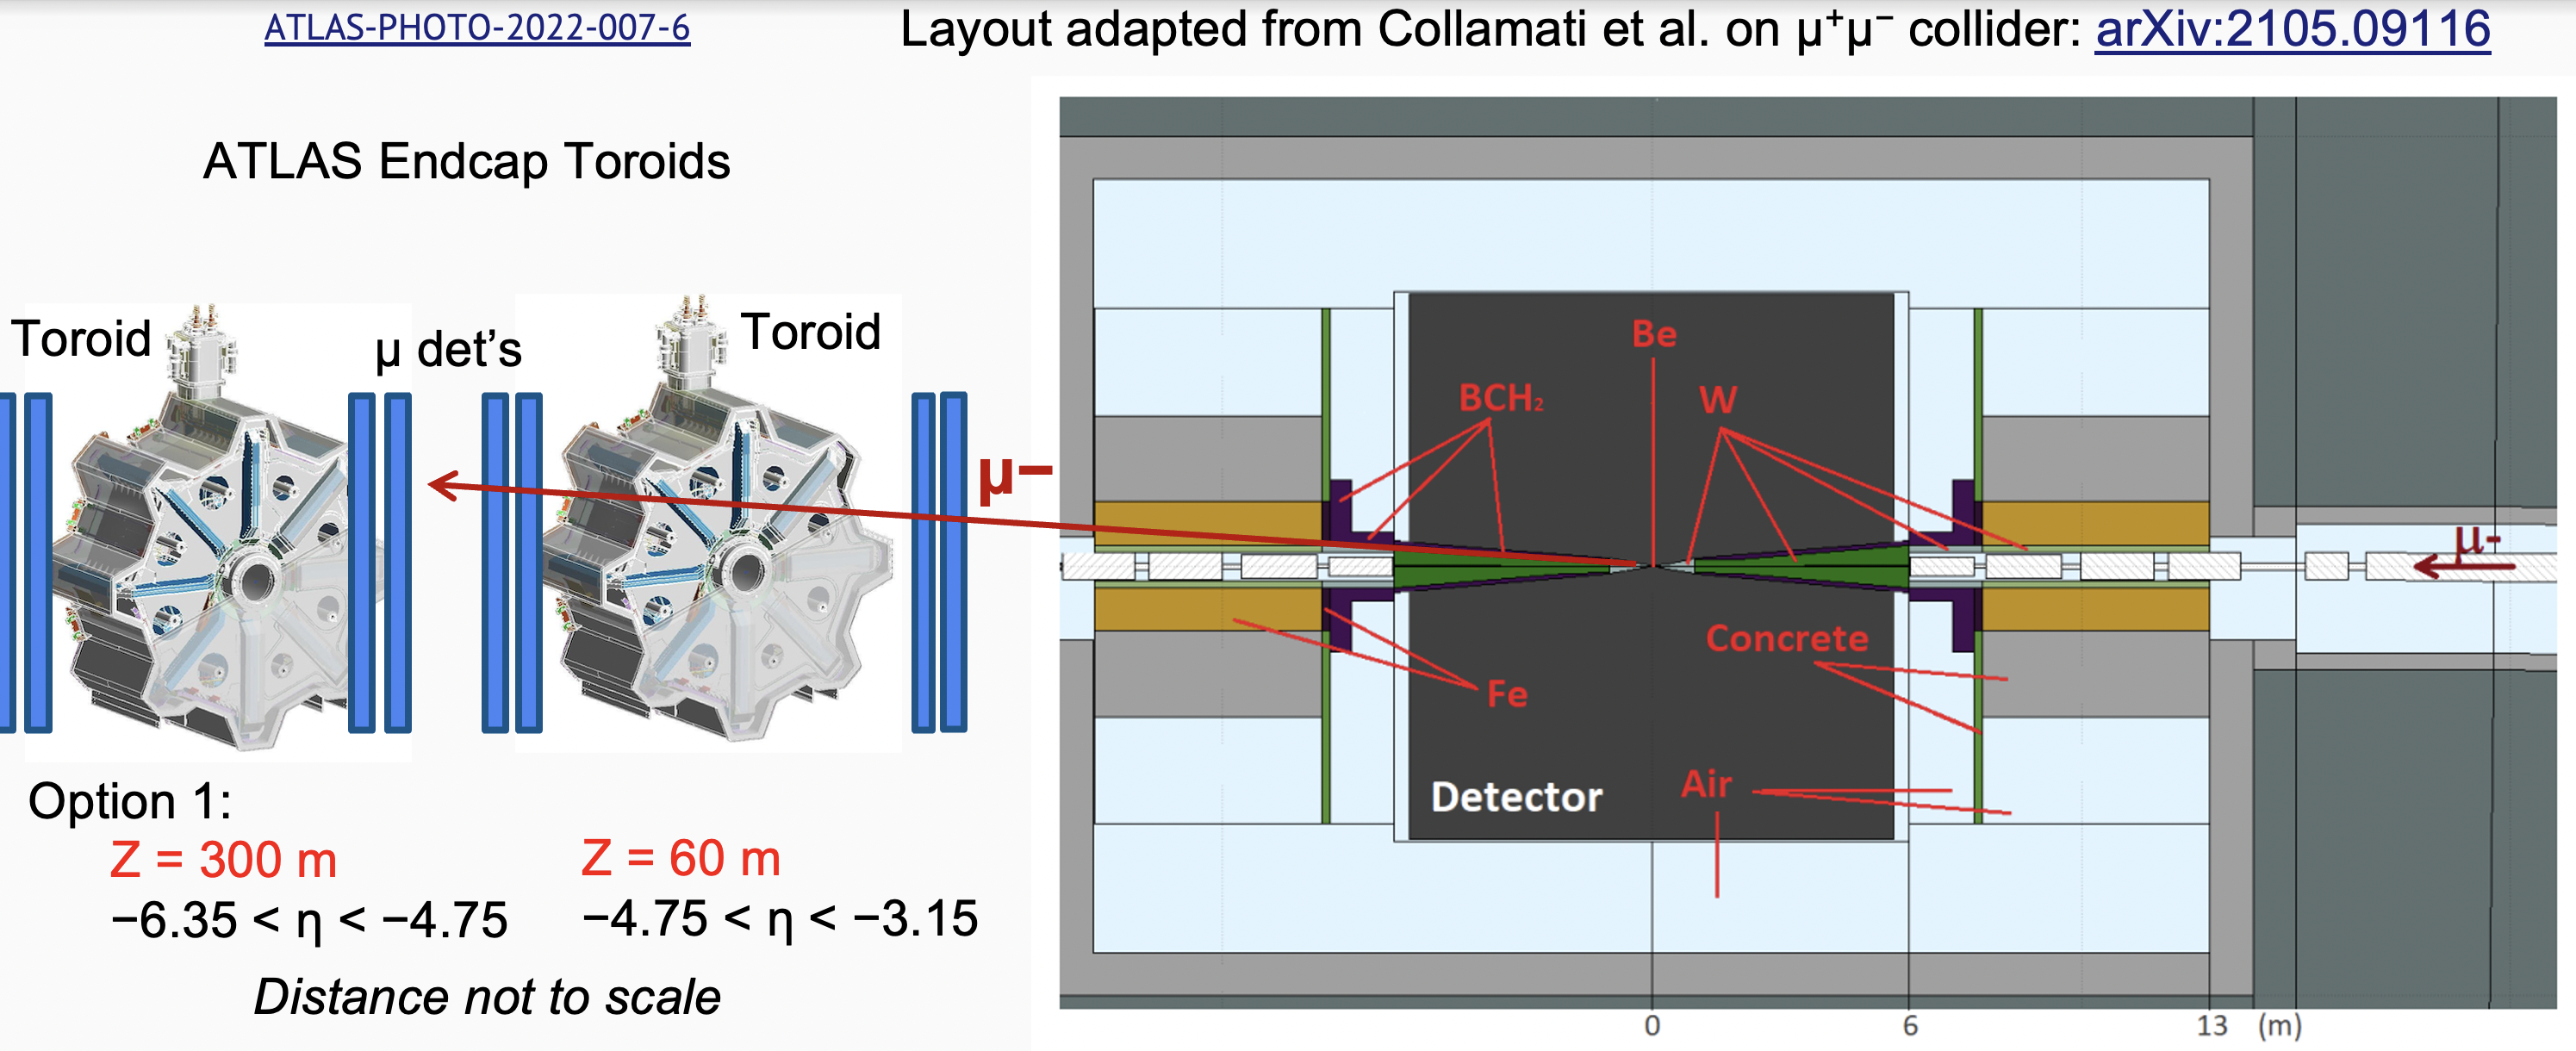 ATLAS-PHOTO-2022-007-6
Layout adapted from Collamati et al. on µ⁺µ⁻ collider: arXiv:2105.09116
ATLAS Endcap Toroids
Toroid
µ det’s
Toroid
µ−
Be
BCH₂
W
µ-
Concrete
Fe
Air
Detector
Option 1:
Z = 300 m
Z = 60 m
−6.35 < η < −4.75
−4.75 < η < −3.15
Distance not to scale
0
6
13
(m)